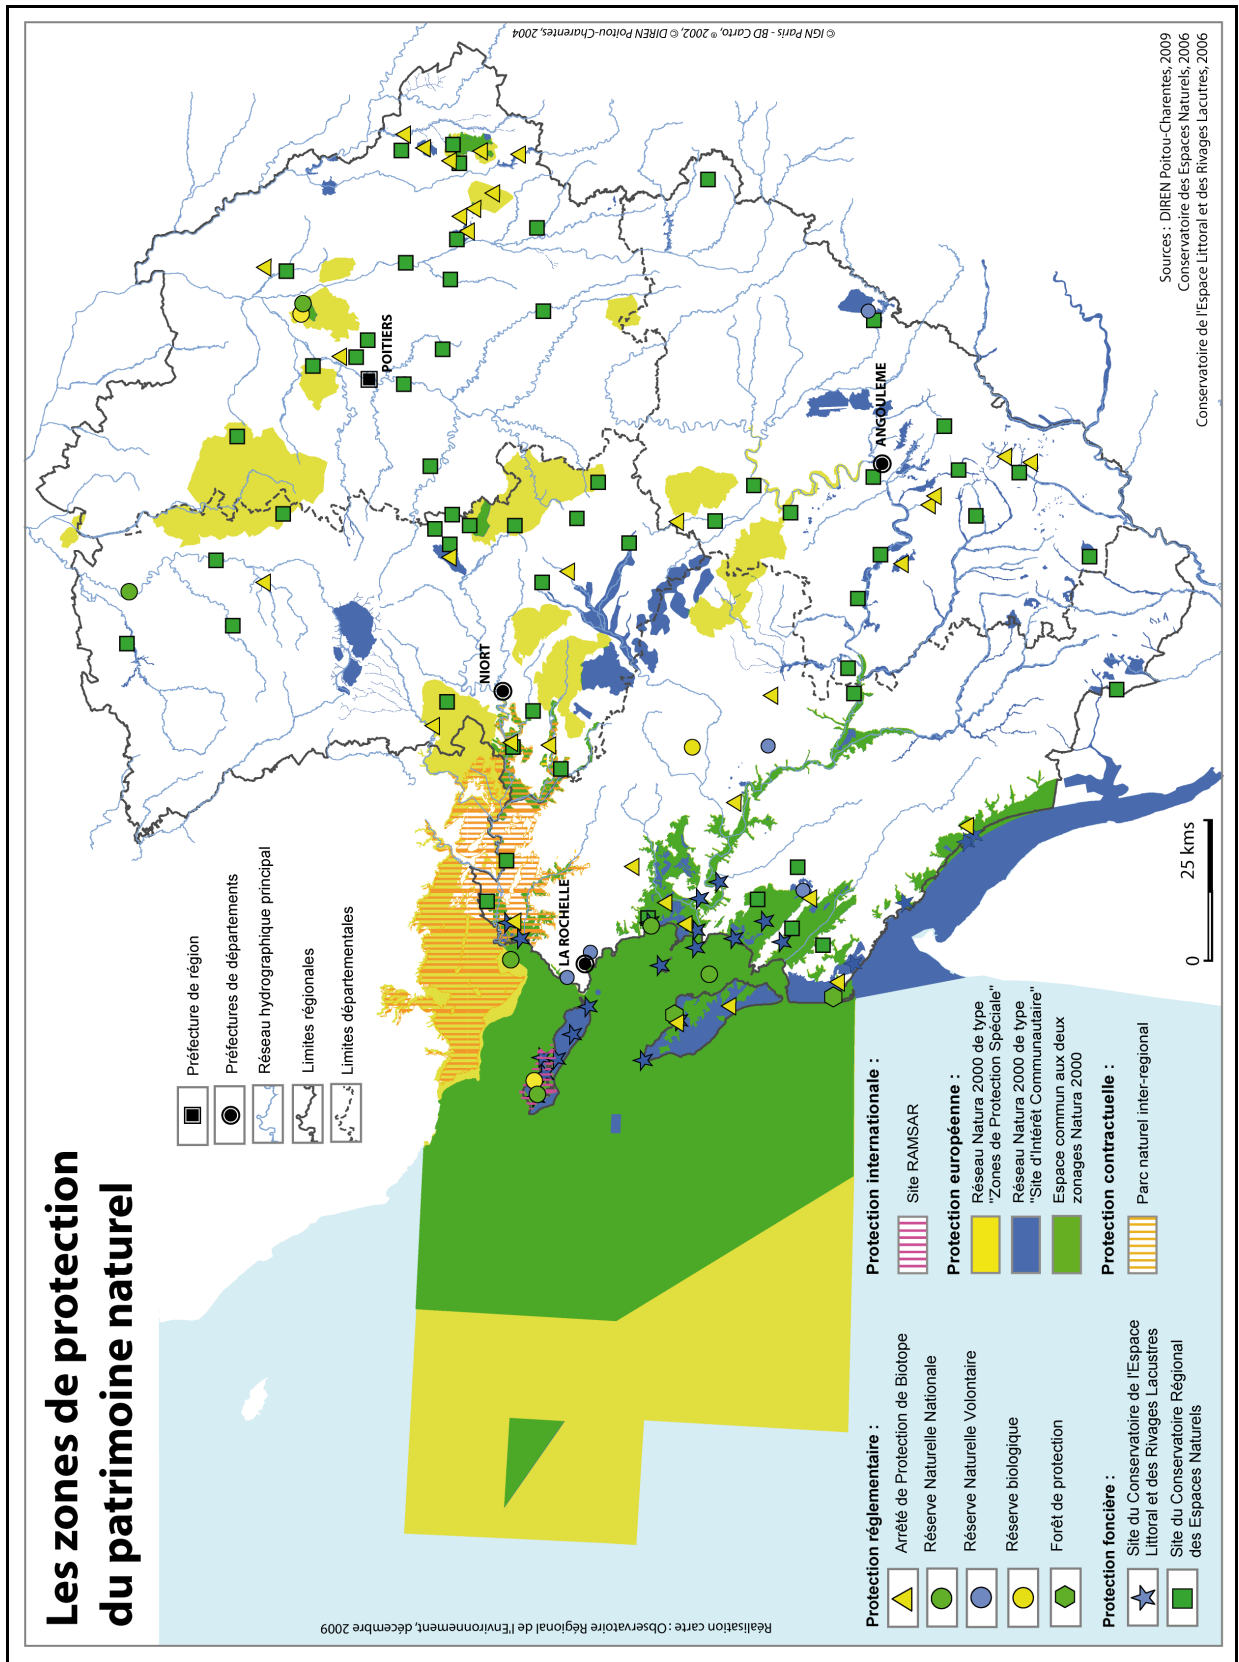 Les zones de protection
du patrimoine naturel
Préfecture de région
Préfectures de départements
Réseau hydrographique principal
Limites régionales
Limites départementales
POITIERS
NIORT
LA ROCHELLE
ANGOULEME
0
25 kms
Protection réglementaire :
Arrêté de Protection de Biotope
Réserve Naturelle Nationale
Réserve Naturelle Volontaire
Réserve biologique
Forêt de protection
Protection foncière :
Site du Conservatoire de l'Espace
Littoral et des Rivages Lacustres
Site du Conservatoire Régional
des Espaces Naturels
Protection internationale :
Site RAMSAR
Protection européenne :
Réseau Natura 2000 de type
"Zones de Protection Spéciale"
Réseau Natura 2000 de type
"Site d'Intérêt Communautaire"
Espace commun aux deux
zonages Natura 2000
Protection contractuelle :
Parc naturel inter-regional
Sources : DIREN Poitou-Charentes, 2009
Conservatoire des Espaces Naturels, 2006
Conservatoire de l'Espace Littoral et des Rivages Lacutres, 2006
Réalisation carte : Observatoire Régional de l'Environnement, décembre 2009
© IGN Paris - BD Carto, ® 2002, © DIREN Poitou-Charentes, 2004